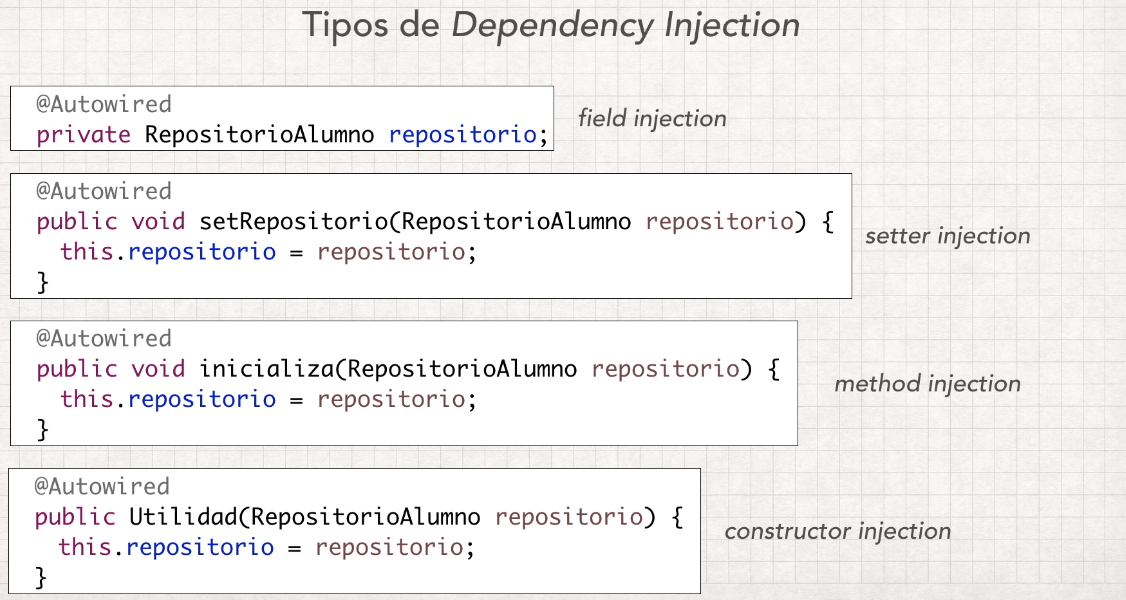 Tipos de Dependency Injection
@Autowired
private RepositorioAlumno repositorio;
field injection
@Autowired
public void setRepositorio(RepositorioAlumno repositorio) {
this.repositorio = repositorio;
}
setter injection
@Autowired
public void inicializa(RepositorioAlumno repositorio) {
this.repositorio = repositorio;
}
method injection
@Autowired
public Utilidad(RepositorioAlumno repositorio) {
this.repositorio = repositorio;
}
constructor injection